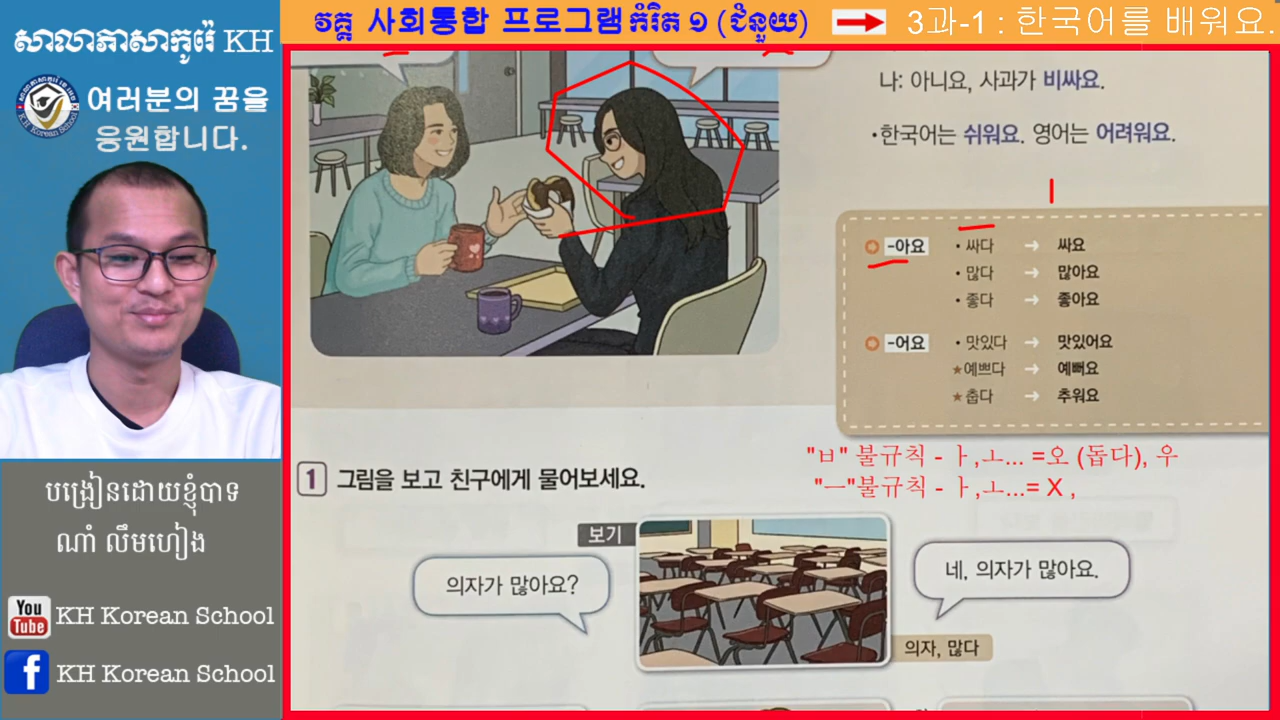 វគ្គ 사회통합 프로그램 កំរិត ១ (ជំនួយ)
3과-1 : 한국어를 배워요.
សាលាភាសាកូរ៉េ KH
여러분의 꿈을
응원합니다.
បង្រៀនដោយខ្ញុំបាទ
ណាំ លឹមហៀង
You Tube KH Korean School
f KH Korean School
나: 아니요, 사과가 비싸요.
•한국어는 쉬워요. 영어는 어려워요.
-아요 • 싸다 → 싸요
• 많다 → 많아요
• 좋다 → 좋아요
-어요 • 맛있다 → 맛있어요
★예쁘다 → 예뻐요
★춥다 → 추워요
"ㅂ" 불규칙 - ㅏ,ㅗ... =오 (돕다), 우
"ㅡ"불규칙 - ㅏ,ㅗ...= X ,
1 그림을 보고 친구에게 물어보세요.
보기
의자가 많아요?
네, 의자가 많아요.
의자, 많다